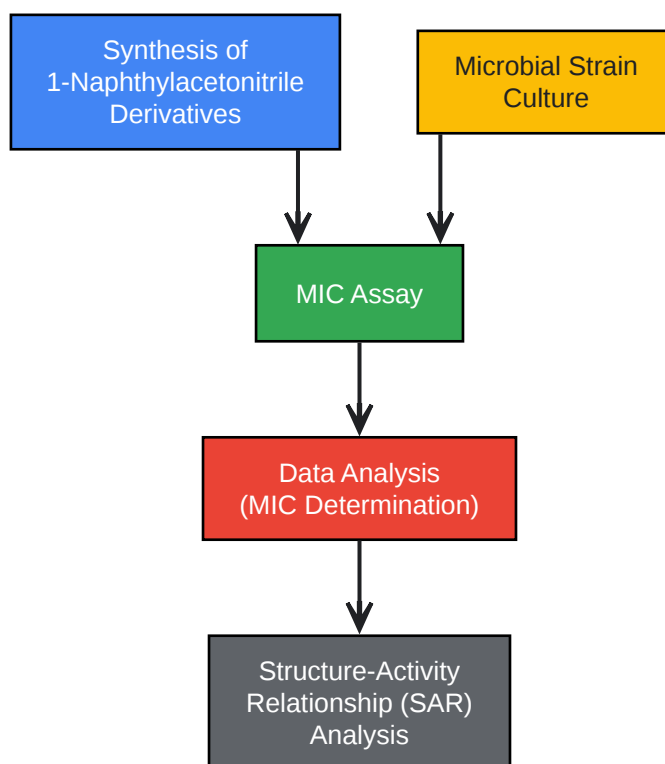 Synthesis of
1-Naphthylacetonitrile
Derivatives
Microbial Strain
Culture
MIC Assay
Data Analysis
(MIC Determination)
Structure-Activity
Relationship (SAR)
Analysis